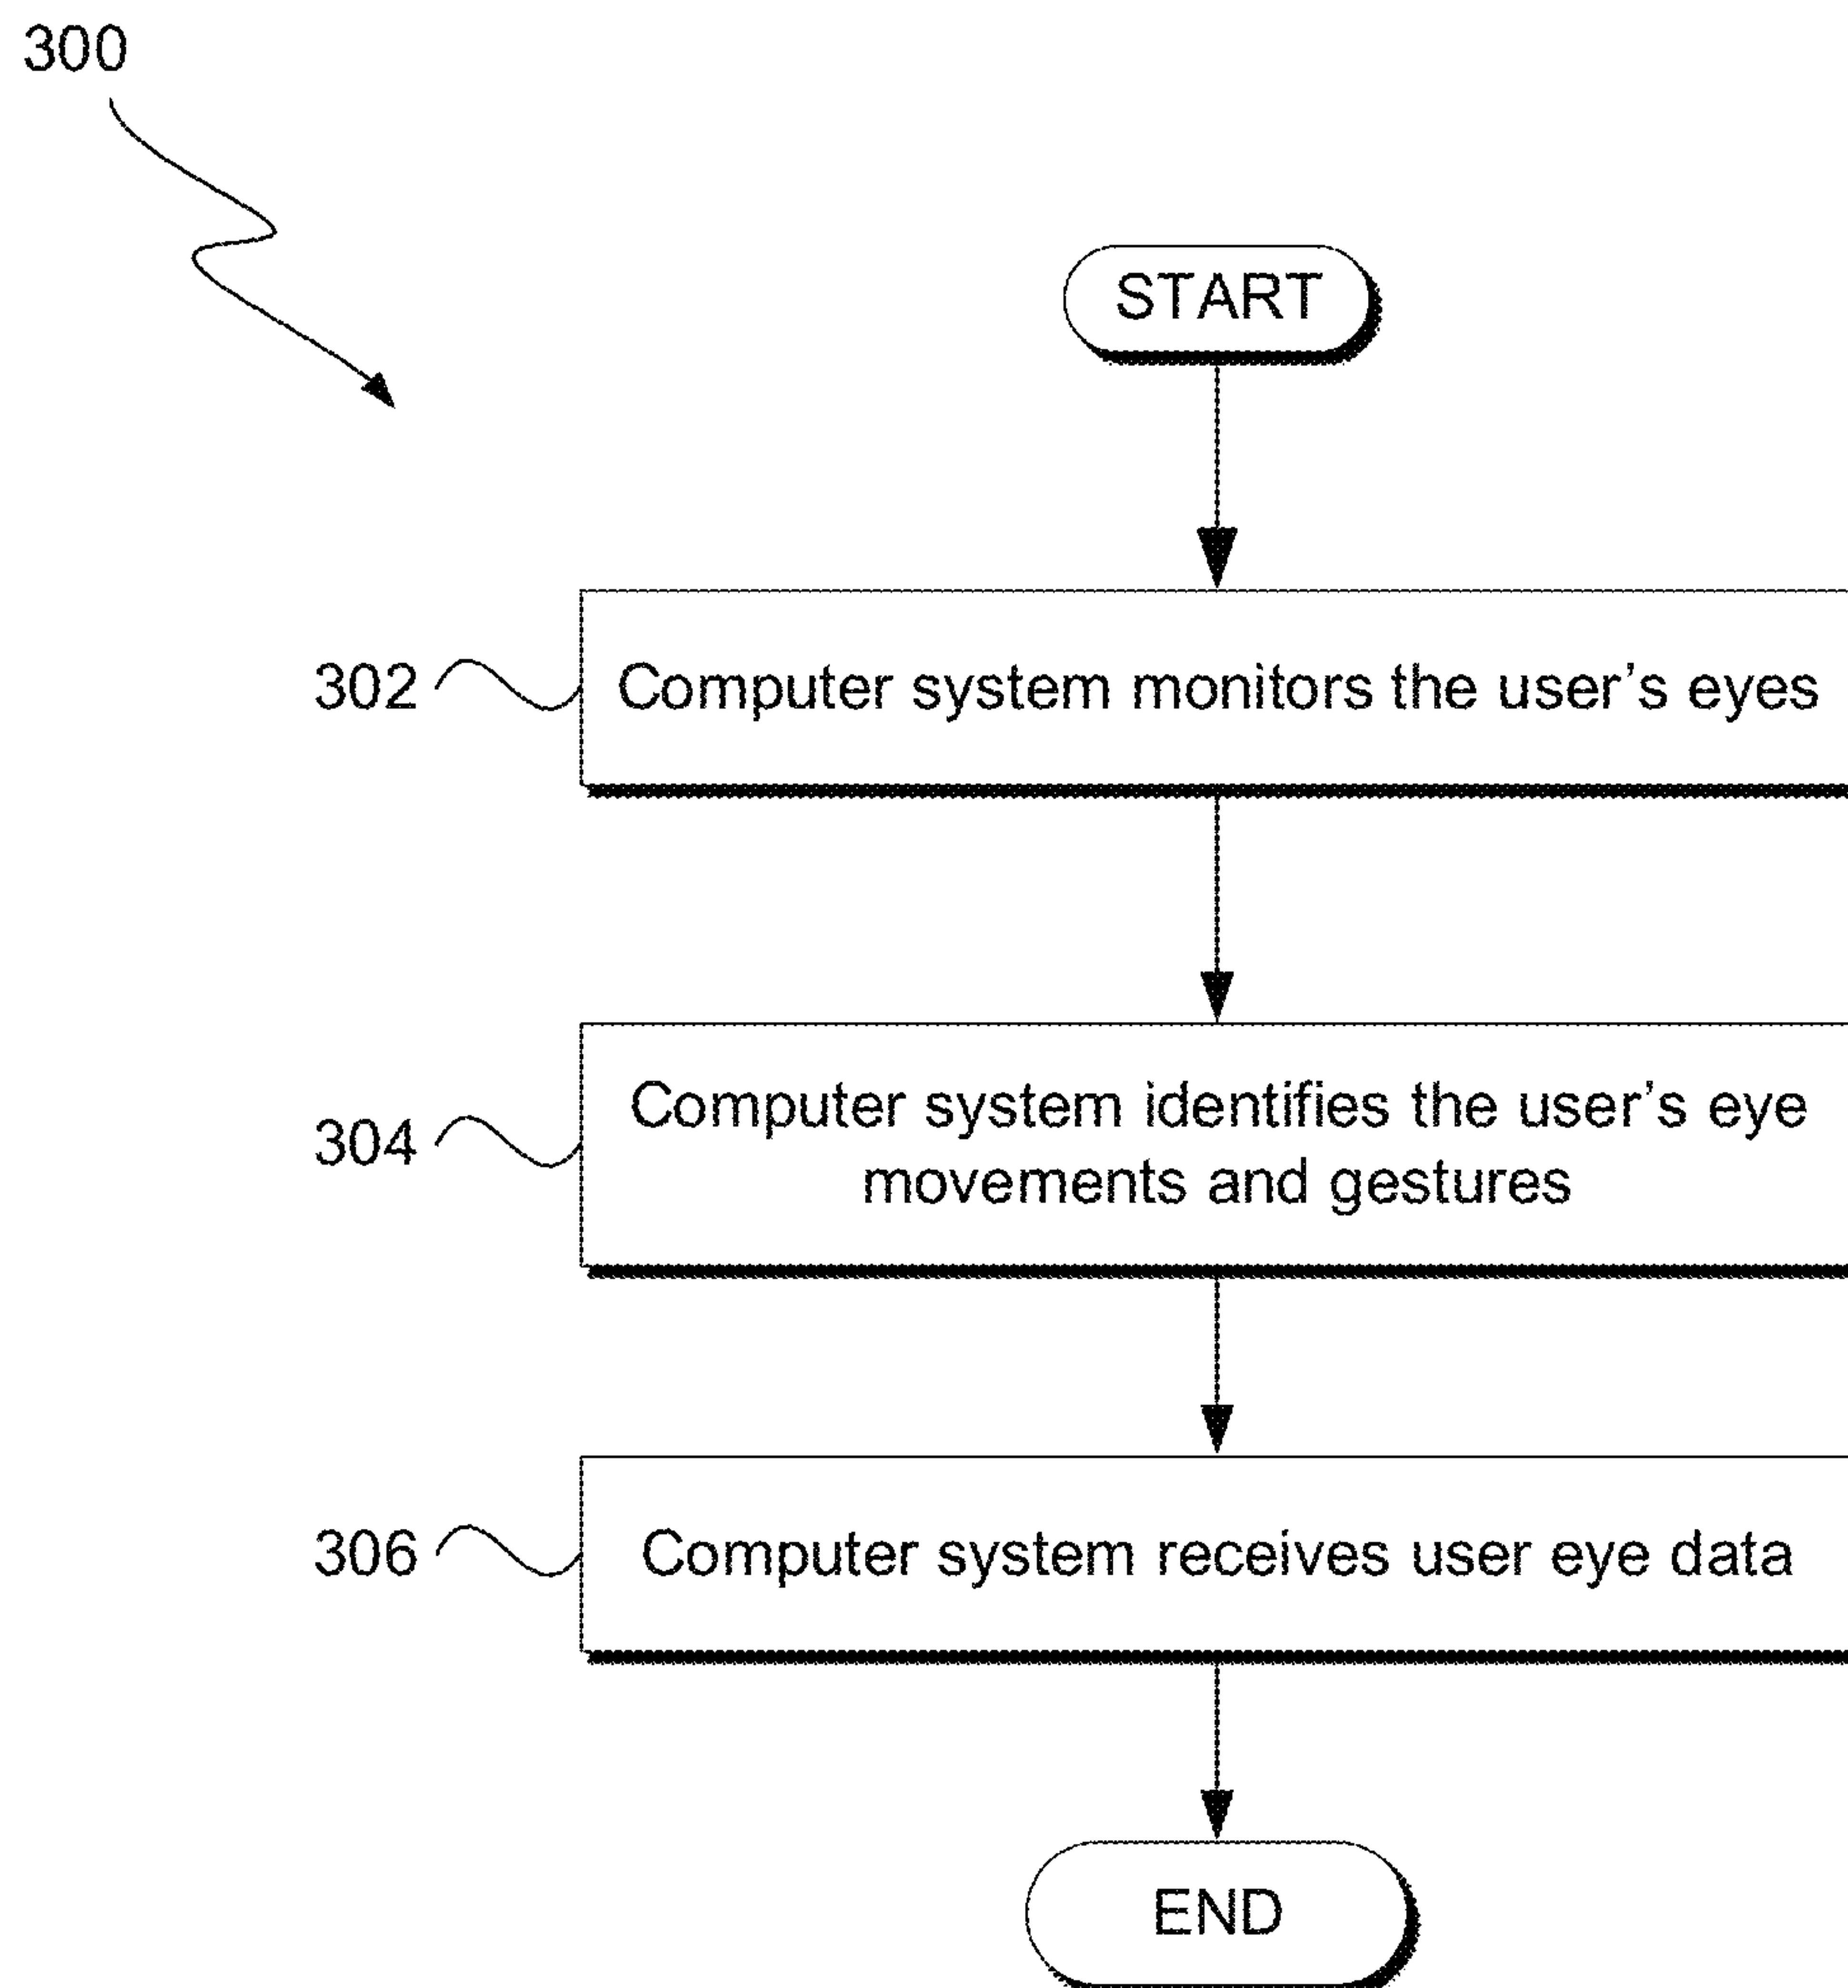 300
START
302 Computer system monitors the user's eyes
304 Computer system identifies the user's eye
movements and gestures
306 Computer system receives user eye data
END